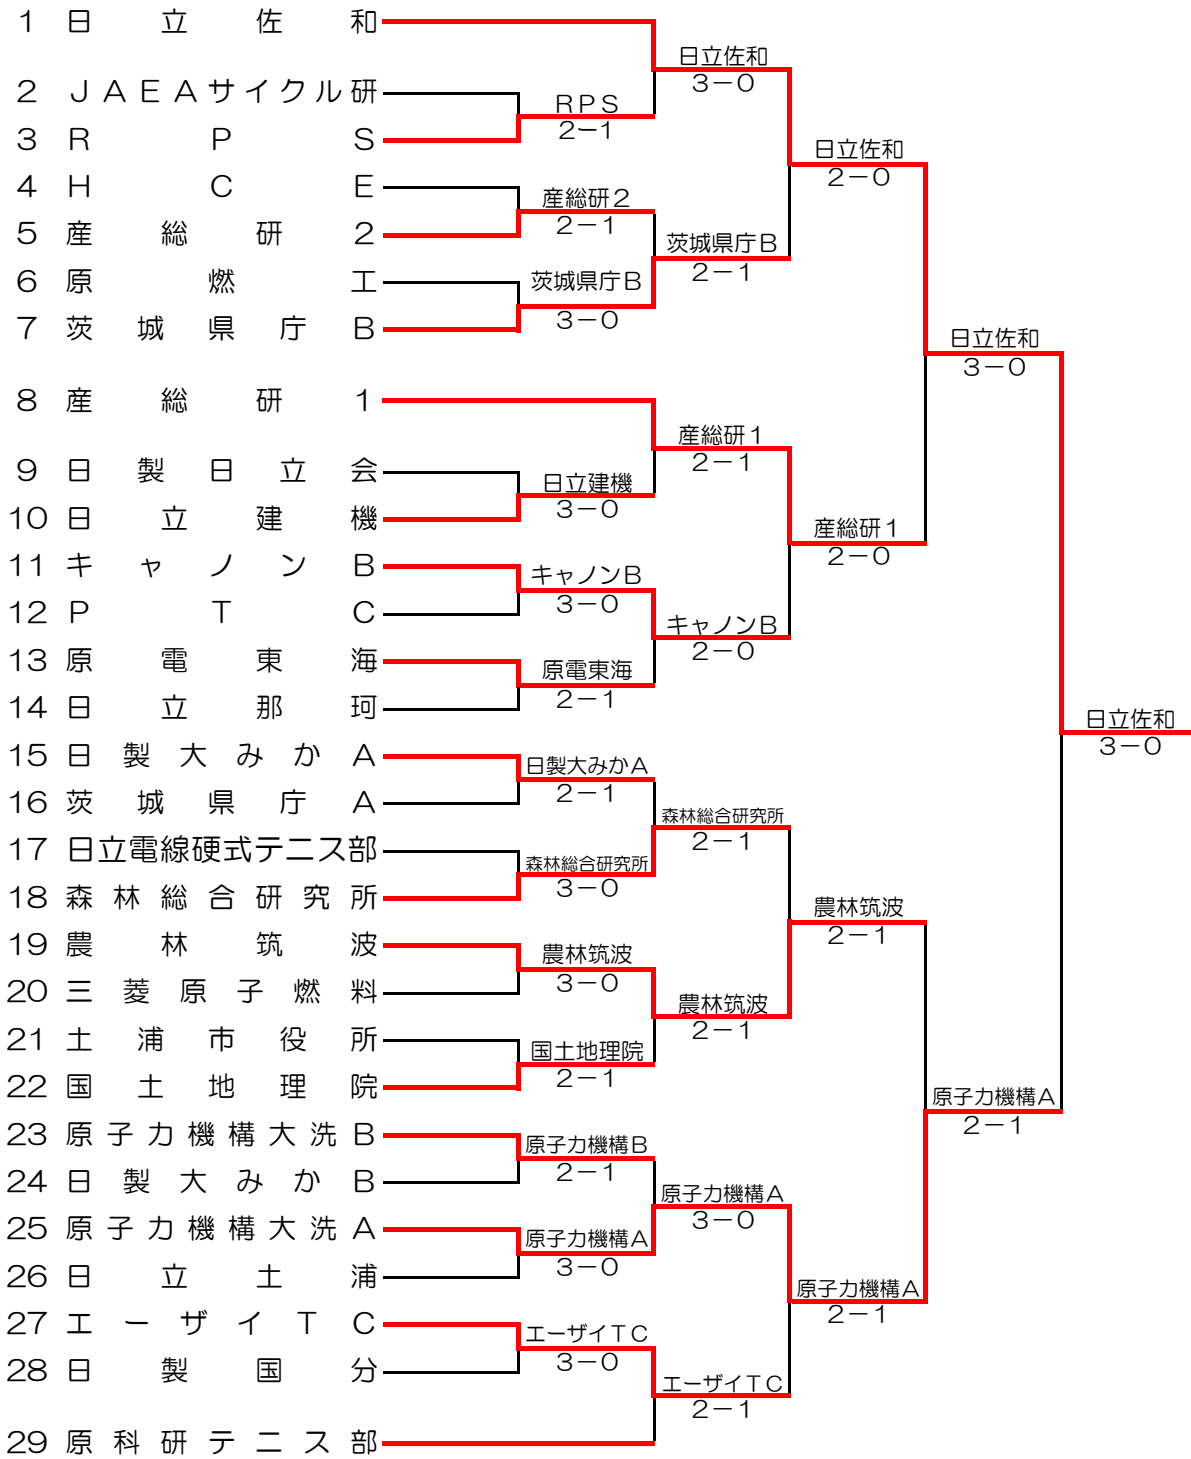 1 日立佐和
2 JAEAサイクル研
3 RPS
4 HCE
5 産総研2
6 原燃工
7 茨城県庁B
8 産総研1
9 日製日立会
10 日立建機
11 キャノンB
12 PTC
13 原電東海
14 日立那珂
15 日製大みかA
16 茨城県庁A
17 日立電線硬式テニス部
18 森林総合研究所
19 農林筑波
20 三菱原子燃料
21 土浦市役所
22 国土地理院
23 原子力機構大洗B
24 日製大みかB
25 原子力機構大洗A
26 日立土浦
27 エーザイTC
28 日製国分
29 原科研テニス部
RPS
2−1
産総研2
2−1
茨城県庁B
3−0
日立建機
3−0
キャノンB
3−0
原電東海
2−1
日製大みかA
2−1
森林総合研究所
3−0
農林筑波
3−0
国土地理院
2−1
原子力機構B
2−1
原子力機構A
3−0
エーザイTC
3−0
日立佐和
3−0
茨城県庁B
2−1
産総研1
2−1
キャノンB
2−0
森林総合研究所
2−1
農林筑波
2−1
原子力機構A
3−0
エーザイTC
2−1
日立佐和
2−0
産総研1
2−0
農林筑波
2−1
原子力機構A
2−1
日立佐和
3−0
原子力機構A
2−1
日立佐和
3−0